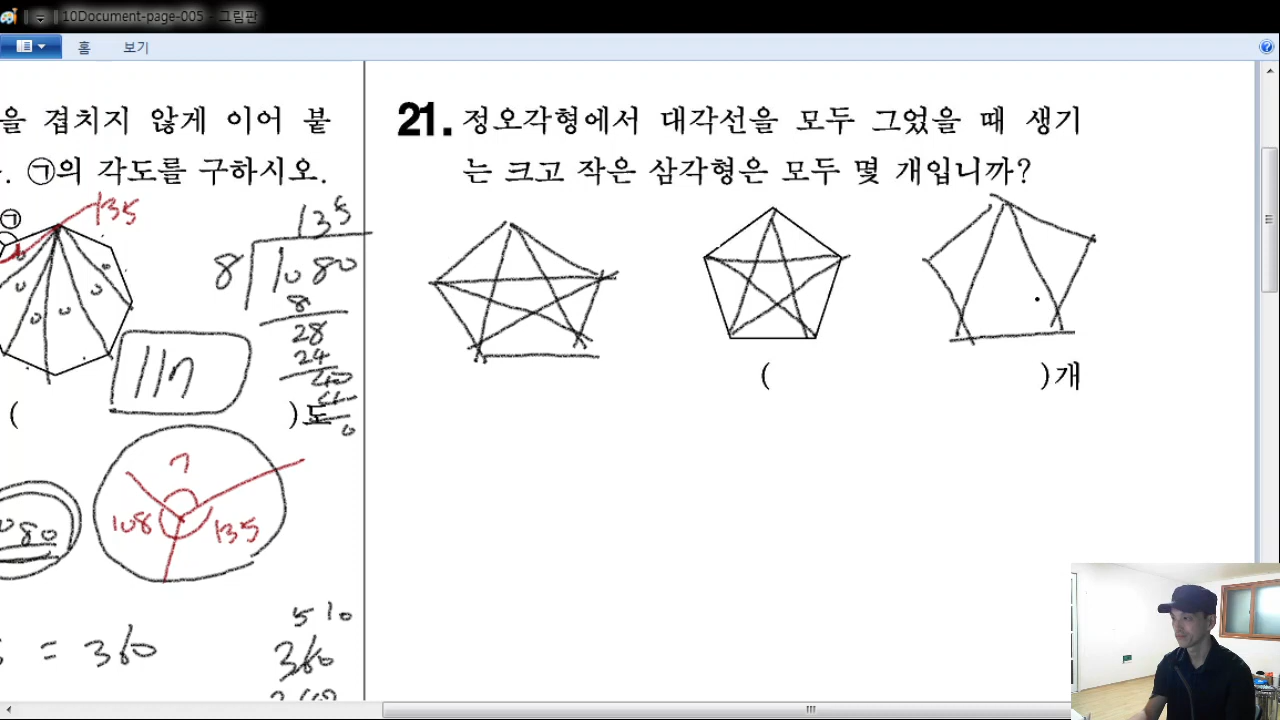 10Document-page-005 - 그림판
홈 보기
을 겹치지 않게 이어 붙
. ㉠의 각도를 구하시오.
㉠
135
135
8 1080
8
28
24
40
40
0
117
( )도
7
108 135
080
= 360
510
360
21. 정오각형에서 대각선을 모두 그었을 때 생기
는 크고 작은 삼각형은 모두 몇 개입니까?
( )개